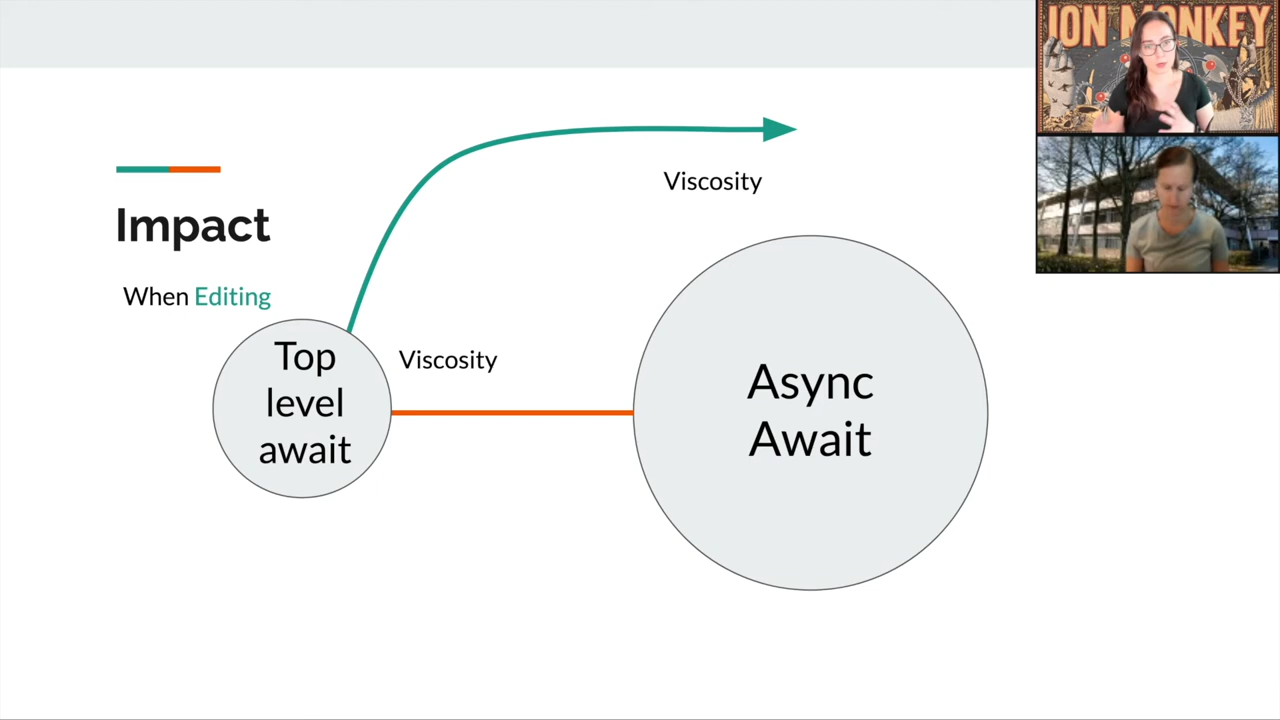 ION MONKEY
Viscosity
Impact
When Editing
Top
level
await
Viscosity
Async
Await